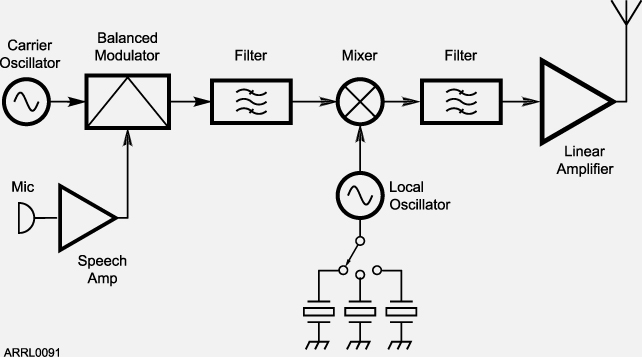 Carrier
Oscillator
Balanced
Modulator
Filter
Mixer
Filter
Linear
Amplifier
Mic
Speech
Amp
Local
Oscillator
ARRL0091